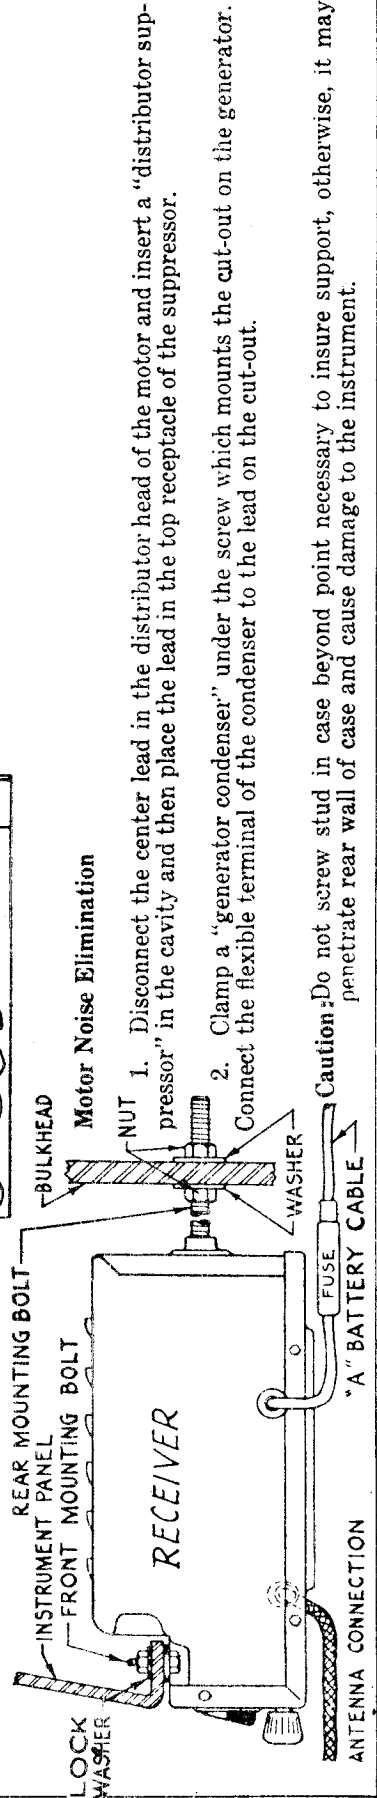 REAR MOUNTING BOLT
INSTRUMENT PANEL
FRONT MOUNTING BOLT
LOCK
WASHER
BULKHEAD
NUT
RECEIVER
WASHER
FUSE
"A" BATTERY CABLE
ANTENNA CONNECTION
Motor Noise Elimination
1. Disconnect the center lead in the distributor head of the motor and insert a "distributor sup-
pressor" in the cavity and then place the lead in the top receptacle of the suppressor.
2. Clamp a "generator condenser" under the screw which mounts the cut-out on the generator.
Connect the flexible terminal of the condenser to the lead on the cut-out.
Caution: Do not screw stud in case beyond point necessary to insure support, otherwise, it may
penetrate rear wall of case and cause damage to the instrument.